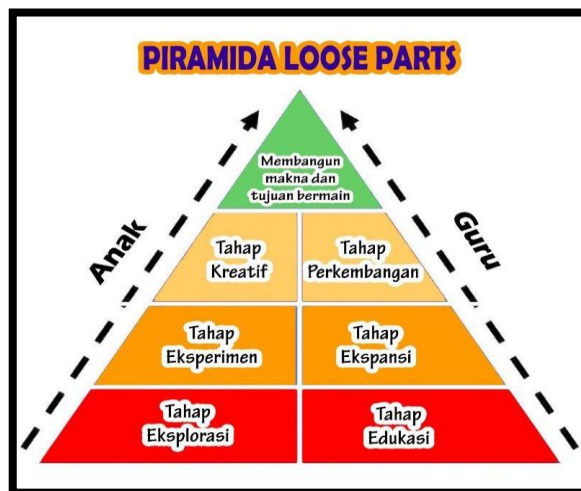 PIRAMIDA LOOSE PARTS
Membangun
makna dan
tujuan bermain
Anak
Guru
Tahap
Kreatif
Tahap
Perkembangan
Tahap
Eksperimen
Tahap
Ekspansi
Tahap
Eksplorasi
Tahap
Edukasi